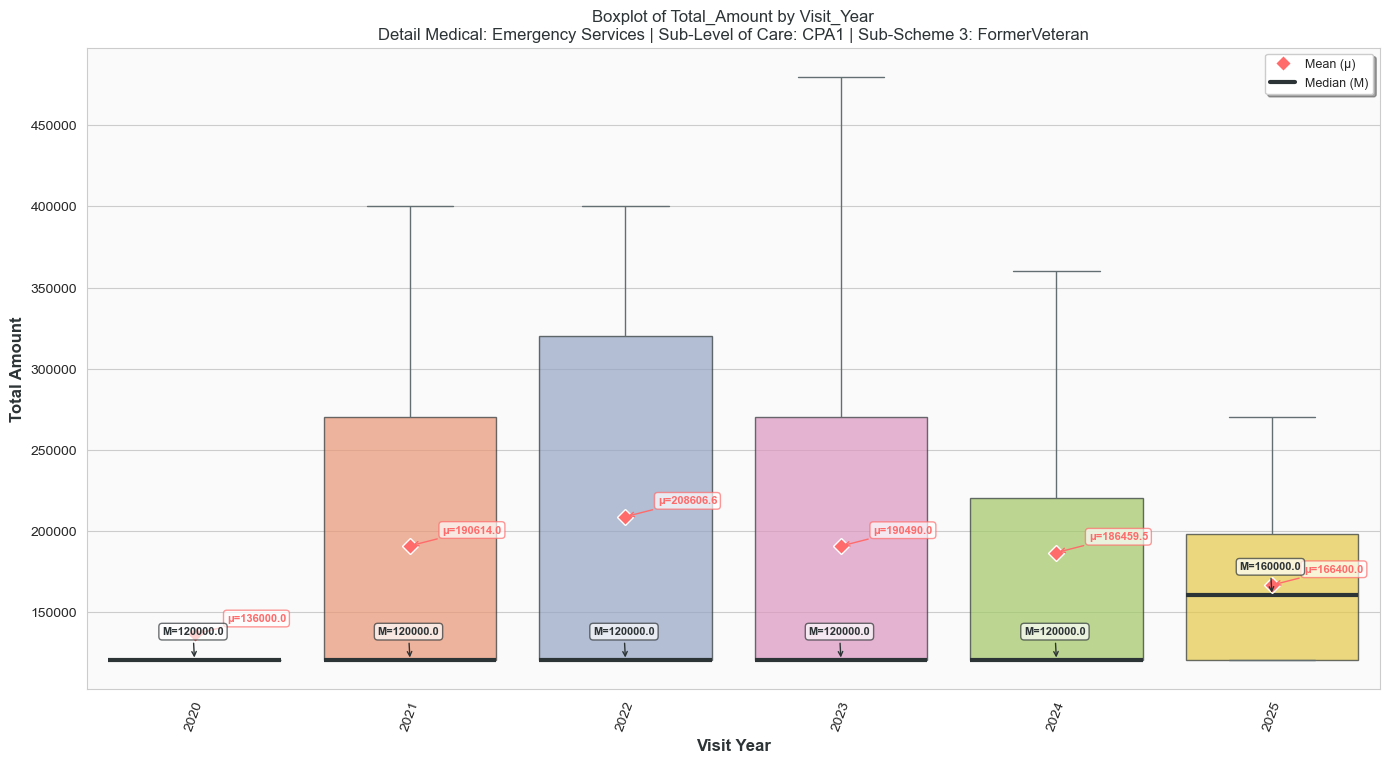 Boxplot of Total_Amount by Visit_Year
Detail Medical: Emergency Services | Sub-Level of Care: CPA1 | Sub-Scheme 3: FormerVeteran
Mean (μ)
Median (M)
Total Amount
450000
400000
350000
300000
250000
200000
150000
μ=136000.0
M=120000.0
μ=190614.0
M=120000.0
μ=208606.6
M=120000.0
μ=190490.0
M=120000.0
μ=186459.5
M=120000.0
M=160000.0
μ=166400.0
2020
2021
2022
2023
2024
2025
Visit Year